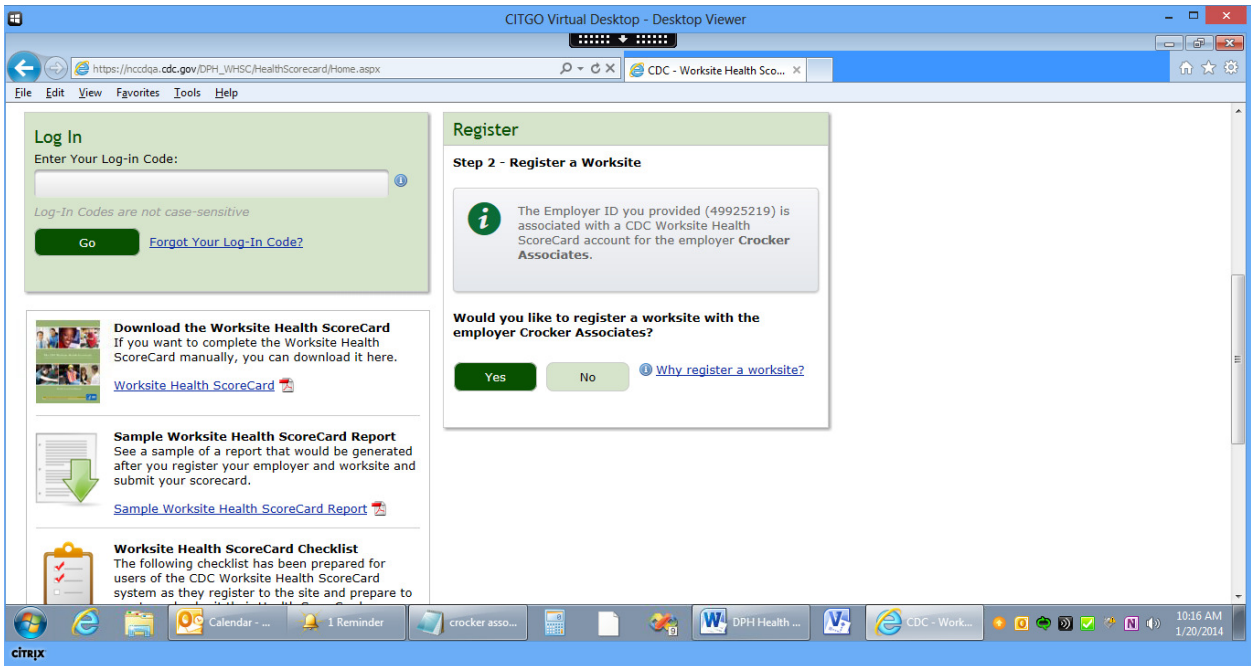 CITGO Virtual Desktop - Desktop Viewer
https://nccdqa.cdc.gov/DPH_WHSC/HealthScorecard/Home.aspx
CDC - Worksite Health Sco...
File Edit View Favorites Tools Help
Log In
Enter Your Log-in Code:
Log-In Codes are not case-sensitive
Go
Forgot Your Log-In Code?
Download the Worksite Health ScoreCard
If you want to complete the Worksite Health
ScoreCard manually, you can download it here.
Worksite Health ScoreCard
Sample Worksite Health ScoreCard Report
See a sample of a report that would be generated
after you register your employer and worksite and
submit your scorecard.
Sample Worksite Health ScoreCard Report
Worksite Health ScoreCard Checklist
The following checklist has been prepared for
users of the CDC Worksite Health ScoreCard
system as they register to the site and prepare to
Register
Step 2 - Register a Worksite
The Employer ID you provided (49925219) is
associated with a CDC Worksite Health
ScoreCard account for the employer Crocker
Associates.
Would you like to register a worksite with the
employer Crocker Associates?
Yes
No
Why register a worksite?
Calendar - ...
1 Reminder
crocker asso...
9
DPH Health ...
CDC - Work...
10:16 AM
1/20/2014
CITRIX